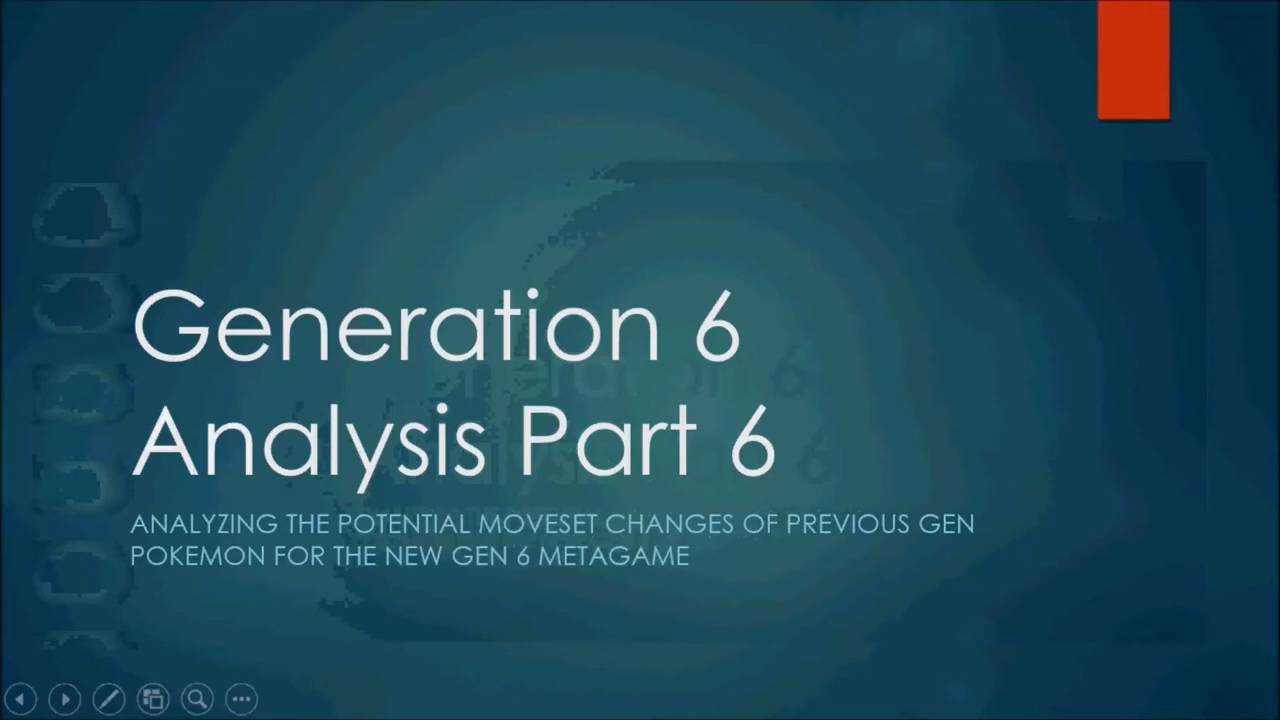 Generation 6
Analysis Part 6
ANALYZING THE POTENTIAL MOVESET CHANGES OF PREVIOUS GEN
POKEMON FOR THE NEW GEN 6 METAGAME